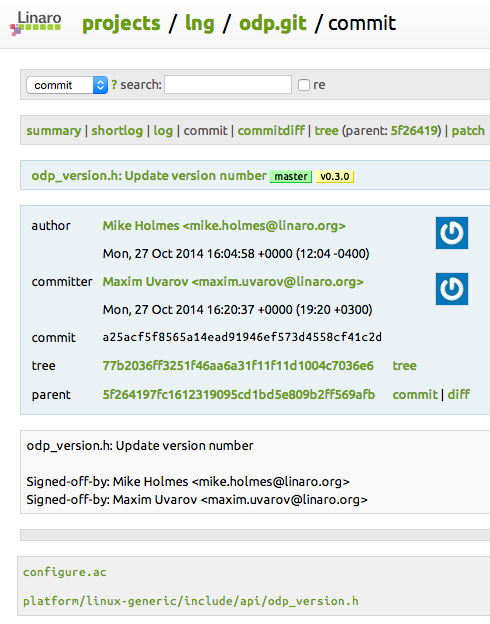 Linaro projects / lng / odp.git / commit
commit ? search: re
summary | shortlog | log | commit | commitdiff | tree (parent: 5f26419) | patch
odp_version.h: Update version number master v0.3.0
author Mike Holmes <mike.holmes@linaro.org>
Mon, 27 Oct 2014 16:04:58 +0000 (12:04 -0400)
committer Maxim Uvarov <maxim.uvarov@linaro.org>
Mon, 27 Oct 2014 16:20:37 +0000 (19:20 +0300)
commit a25acf5f8565a14ead91946ef573d4558cf41c2d
tree 77b2036ff3251f46aa6a31f11f11d1004c7036e6 tree
parent 5f264197fc1612319095cd1bd5e809b2ff569afb commit | diff
odp_version.h: Update version number
Signed-off-by: Mike Holmes <mike.holmes@linaro.org>
Signed-off-by: Maxim Uvarov <maxim.uvarov@linaro.org>
configure.ac
platform/linux-generic/include/api/odp_version.h